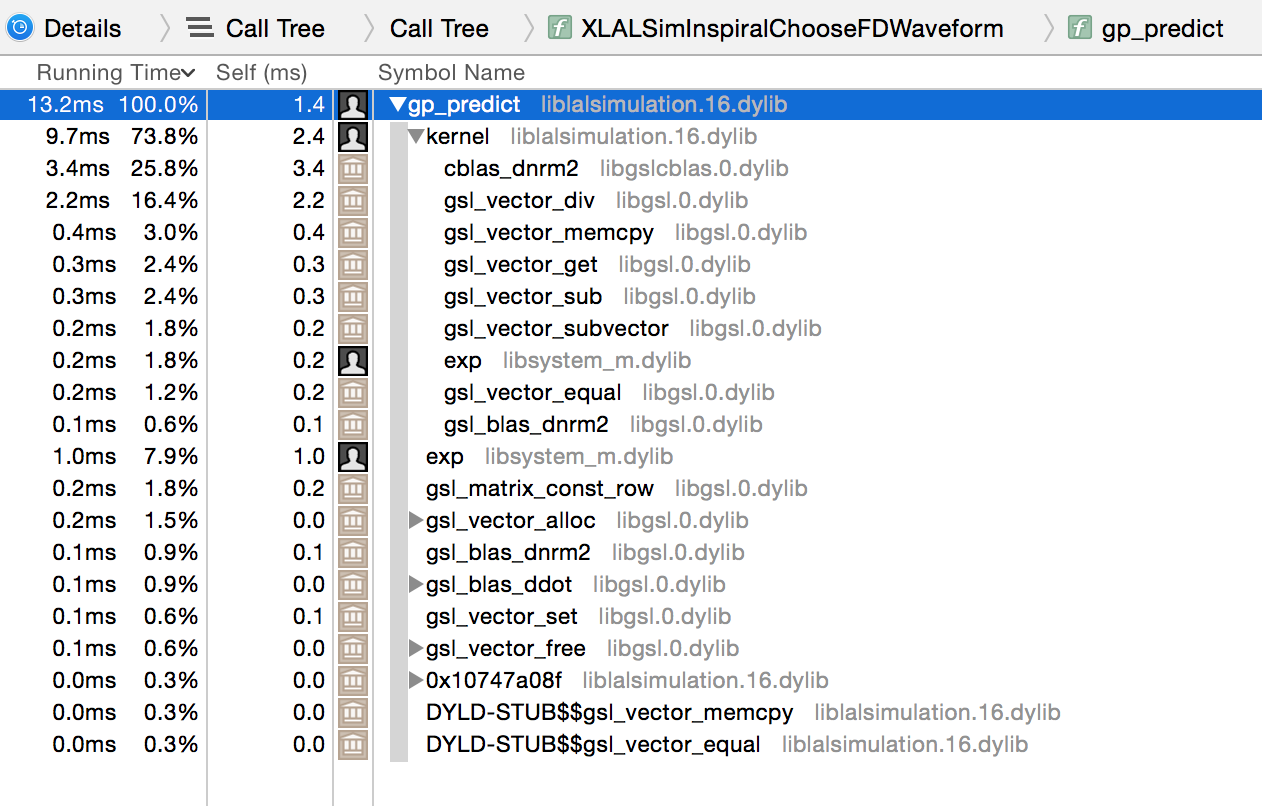 Details Call Tree Call Tree f XLALSimInspiralChooseFDWaveform f gp_predict
Running Time Self (ms) Symbol Name
13.2ms 100.0% 1.4 gp_predict liblalsimulation.16.dylib
9.7ms 73.8% 2.4 kernel liblalsimulation.16.dylib
3.4ms 25.8% 3.4 cblas_dnrm2 libgslcblas.0.dylib
2.2ms 16.4% 2.2 gsl_vector_div libgsl.0.dylib
0.4ms 3.0% 0.4 gsl_vector_memcpy libgsl.0.dylib
0.3ms 2.4% 0.3 gsl_vector_get libgsl.0.dylib
0.3ms 2.4% 0.3 gsl_vector_sub libgsl.0.dylib
0.2ms 1.8% 0.2 gsl_vector_subvector libgsl.0.dylib
0.2ms 1.8% 0.2 exp libsystem_m.dylib
0.2ms 1.2% 0.2 gsl_vector_equal libgsl.0.dylib
0.1ms 0.6% 0.1 gsl_blas_dnrm2 libgsl.0.dylib
1.0ms 7.9% 1.0 exp libsystem_m.dylib
0.2ms 1.8% 0.2 gsl_matrix_const_row libgsl.0.dylib
0.2ms 1.5% 0.0 gsl_vector_alloc libgsl.0.dylib
0.1ms 0.9% 0.1 gsl_blas_dnrm2 libgsl.0.dylib
0.1ms 0.9% 0.0 gsl_blas_ddot libgsl.0.dylib
0.1ms 0.6% 0.1 gsl_vector_set libgsl.0.dylib
0.1ms 0.6% 0.0 gsl_vector_free libgsl.0.dylib
0.0ms 0.3% 0.0 0x10747a08f liblalsimulation.16.dylib
0.0ms 0.3% 0.0 DYLD-STUB$$gsl_vector_memcpy liblalsimulation.16.dylib
0.0ms 0.3% 0.0 DYLD-STUB$$gsl_vector_equal liblalsimulation.16.dylib